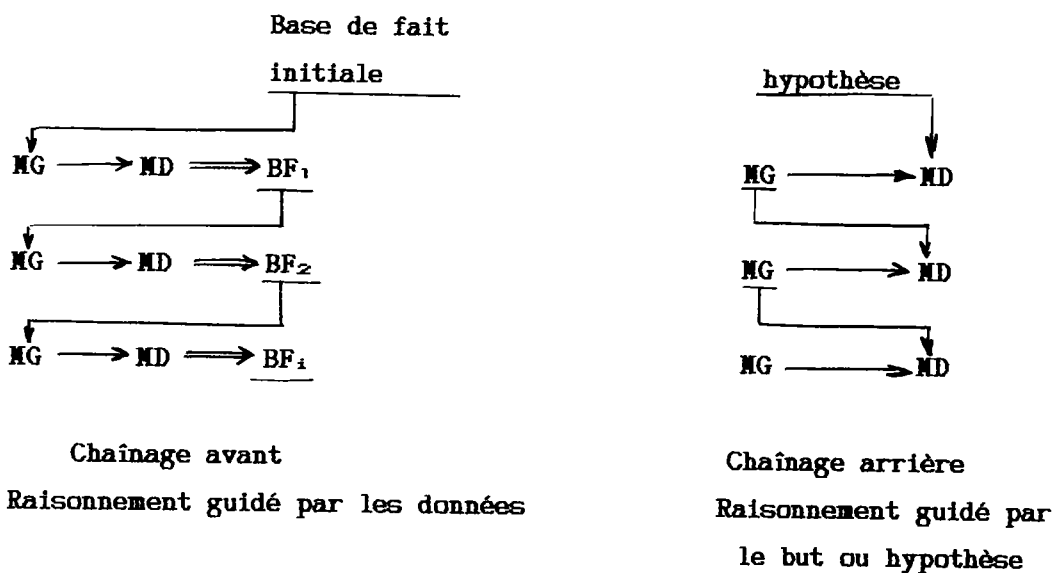 Base de fait
initiale
MG MD BF₁
MG MD BF₂
MG MD BFᵢ
Chaînage avant
Raisonnement guidé par les données
hypothèse
MG MD
MG MD
MG MD
Chaînage arrière
Raisonnement guidé par
le but ou hypothèse